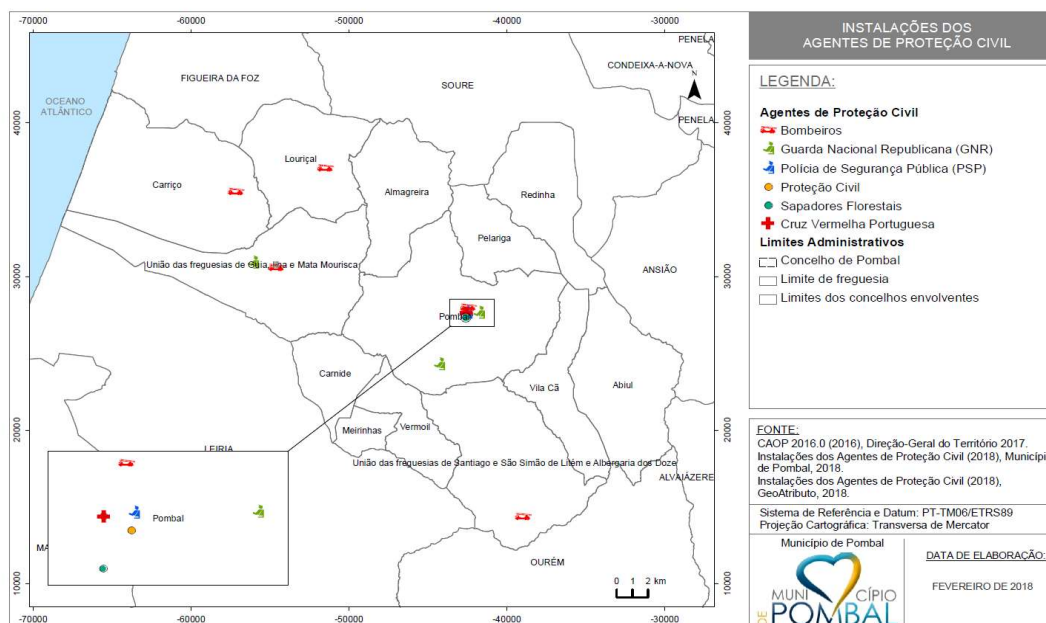 -70000 -60000 -50000 -40000 -30000
PENELA
CONDEIXA-A-NOVA
FIGUEIRA DA FOZ
SOURE
N
OCEANO
ATLÂNTICO
PENELA
40000
40000
Louriçal
Carriço
Almagreira
Redinha
Pelariga
União das freguesias de Guia, Ilha e Mata Mourisca
ANSIÃO
30000
30000
Pombal
Carnide
Vila Cã
Abiul
Meirinhas
Vermoil
20000
20000
LEIRIA
União das freguesias de Santiago e São Simão de Litém e Albergaria dos Doze
ALVAIÁZERE
Pombal
MA
OURÉM
0 1 2 km
10000
10000
-70000 -60000 -50000 -40000 -30000
INSTALAÇÕES DOS
AGENTES DE PROTEÇÃO CIVIL
LEGENDA:
Agentes de Proteção Civil
Bombeiros
Guarda Nacional Republicana (GNR)
Polícia de Segurança Pública (PSP)
Proteção Civil
Sapadores Florestais
Cruz Vermelha Portuguesa
Limites Administrativos
Concelho de Pombal
Limite de freguesia
Limites dos concelhos envolventes
FONTE:
CAOP 2016.0 (2016), Direção-Geral do Território 2017.
Instalações dos Agentes de Proteção Civil (2018), Municípi
de Pombal, 2018.
Instalações dos Agentes de Proteção Civil (2018),
GeoAtributo, 2018.
Sistema de Referência e Datum: PT-TM06/ETRS89
Projeção Cartográfica: Transversa de Mercator
Município de Pombal
MUNICÍPIO
DE POMBAL
DATA DE ELABORAÇÃO:
FEVEREIRO DE 2018